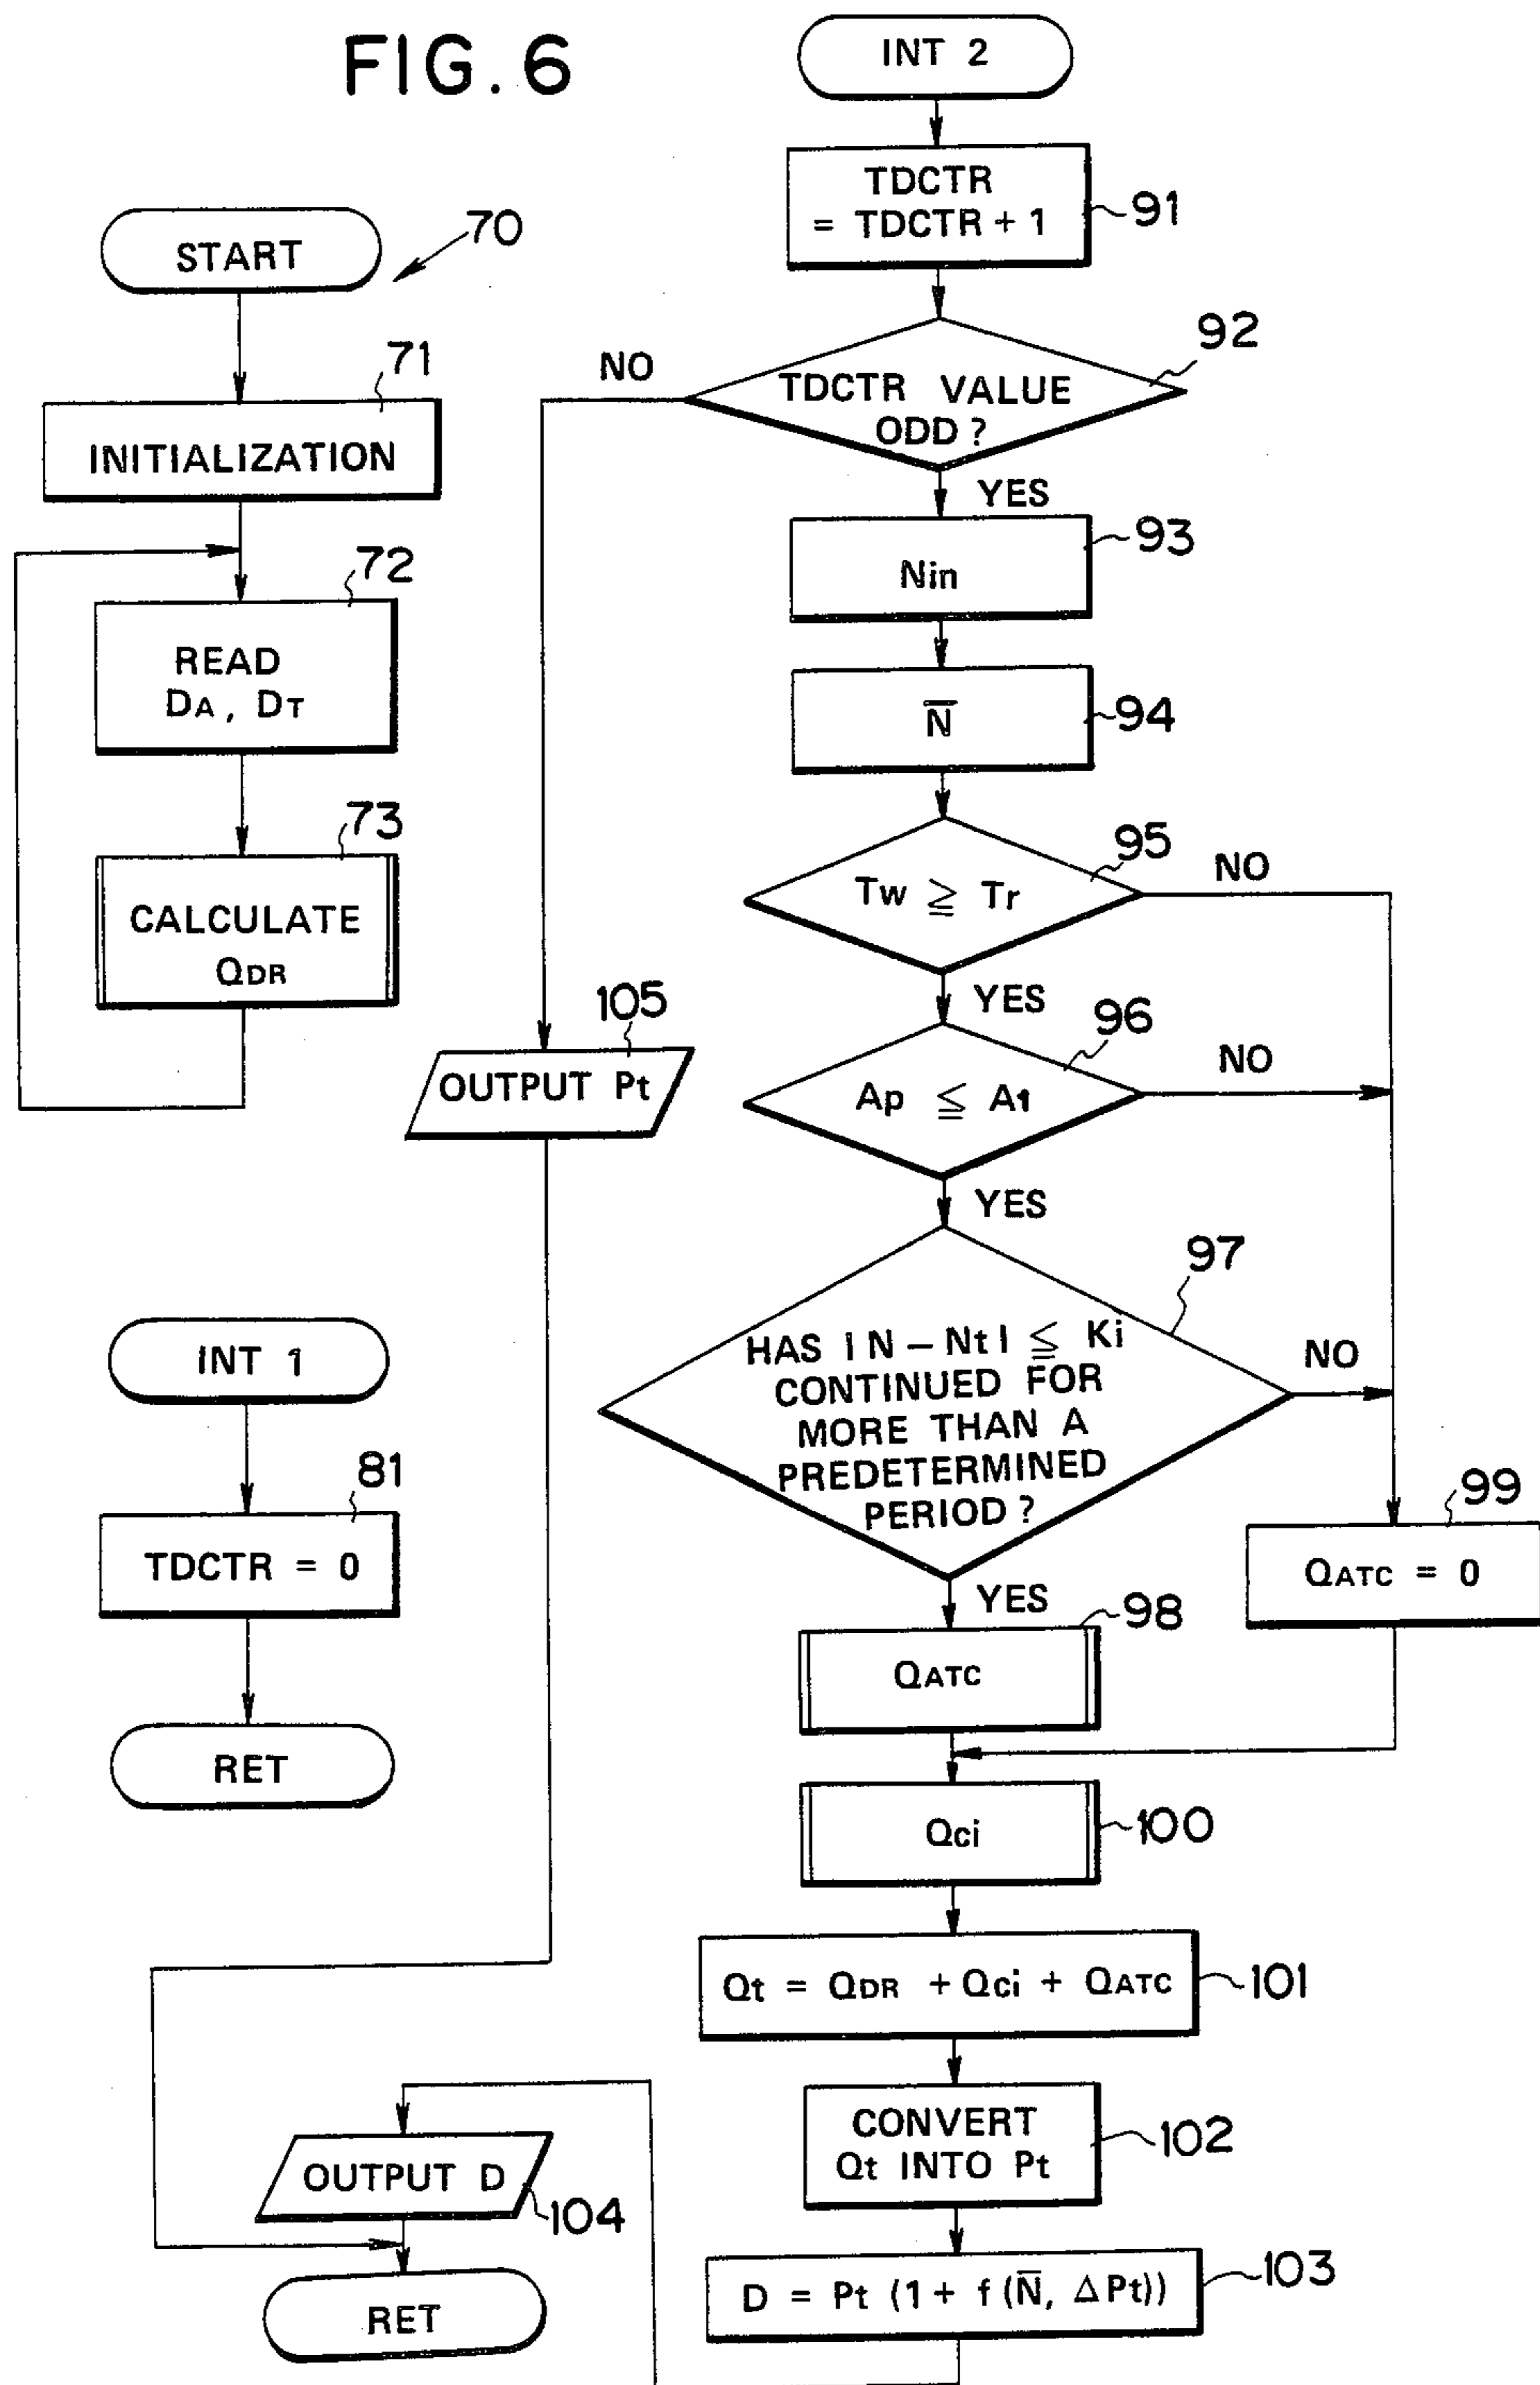 FIG. 6
START
70
71
INITIALIZATION
72
READ
DA, DT
73
CALCULATE
QDR
INT 1
81
TDCTR = 0
RET
INT 2
TDCTR
= TDCTR + 1
91
92
TDCTR VALUE
ODD ?
NO
YES
93
Nin
94
N̅
95
Tw ≧ Tr
NO
YES
96
Ap ≦ A1
NO
YES
97
HAS | N – Nt | ≦ Ki
CONTINUED FOR
MORE THAN A
PREDETERMINED
PERIOD ?
NO
YES
98
QATC
99
QATC = 0
100
Qci
Qt = QDR + Qci + QATC
101
CONVERT
Qt INTO Pt
102
D = Pt (1 + f (N̅, ΔPt))
103
105
OUTPUT Pt
OUTPUT D
104
RET